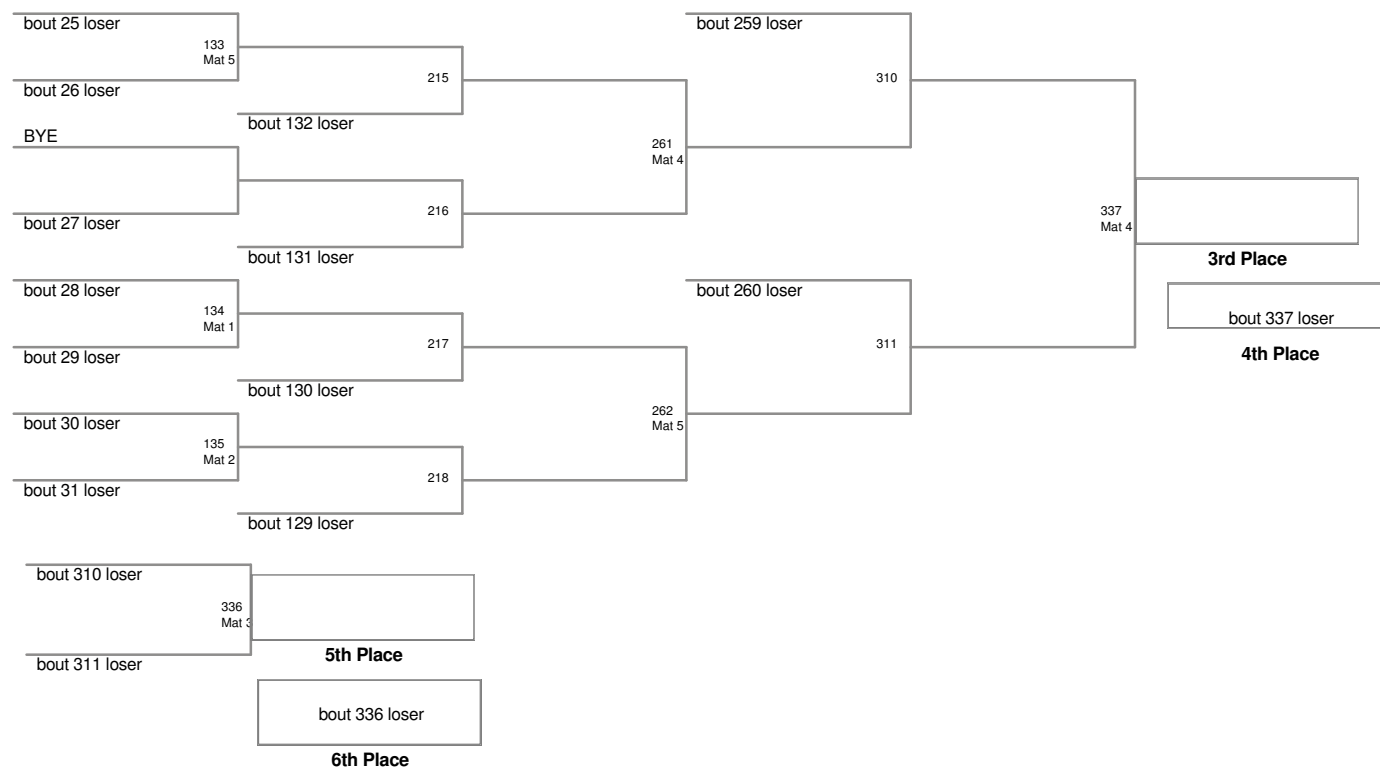 bout 25 loser
133
Mat 5
bout 26 loser
215
bout 132 loser
BYE
bout 27 loser
216
bout 131 loser
261
Mat 4
bout 259 loser
310
bout 28 loser
134
Mat 1
bout 29 loser
217
bout 130 loser
bout 30 loser
135
Mat 2
bout 31 loser
218
bout 129 loser
262
Mat 5
bout 260 loser
311
337
Mat 4
3rd Place
bout 337 loser
4th Place
bout 310 loser
336
Mat 3
bout 311 loser
5th Place
bout 336 loser
6th Place